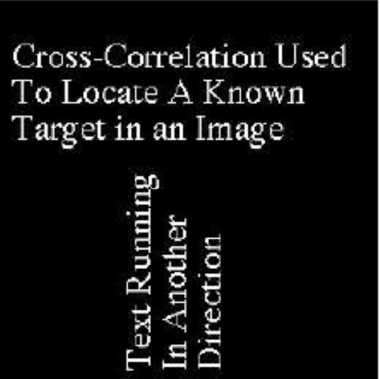 Cross-Correlation Used
To Locate A Known
Target in an Image
Text Running
In Another
Direction